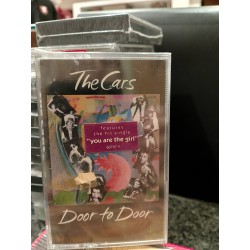 The Cars
features
the hit single
"you are the girl"
Door to Door